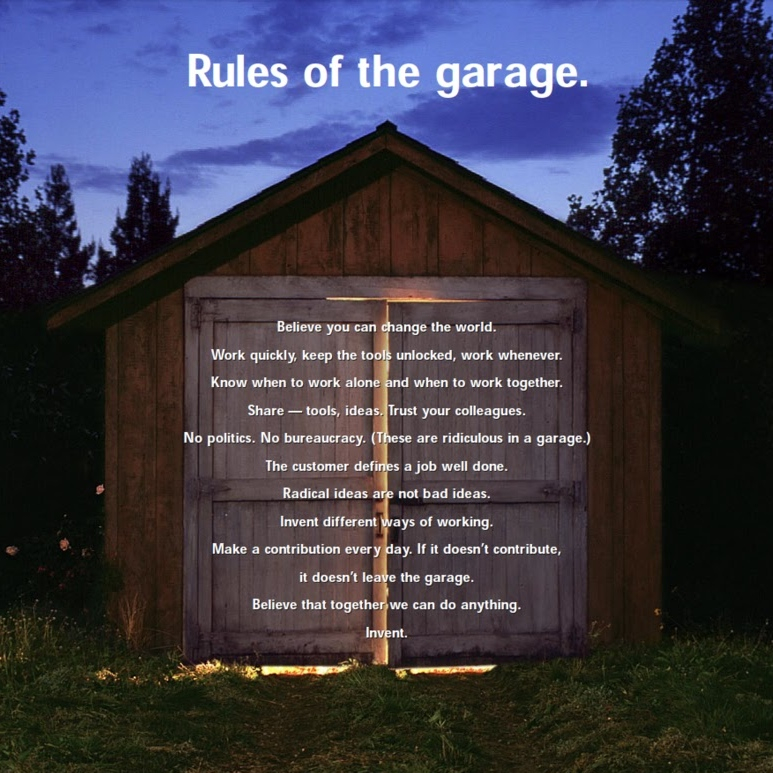 Rules of the garage.
Believe you can change the world.
Work quickly, keep the tools unlocked, work whenever.
Know when to work alone and when to work together.
Share — tools, ideas. Trust your colleagues.
No politics. No bureaucracy. (These are ridiculous in a garage.)
The customer defines a job well done.
Radical ideas are not bad ideas.
Invent different ways of working.
Make a contribution every day. If it doesn’t contribute,
it doesn’t leave the garage.
Believe that together we can do anything.
Invent.